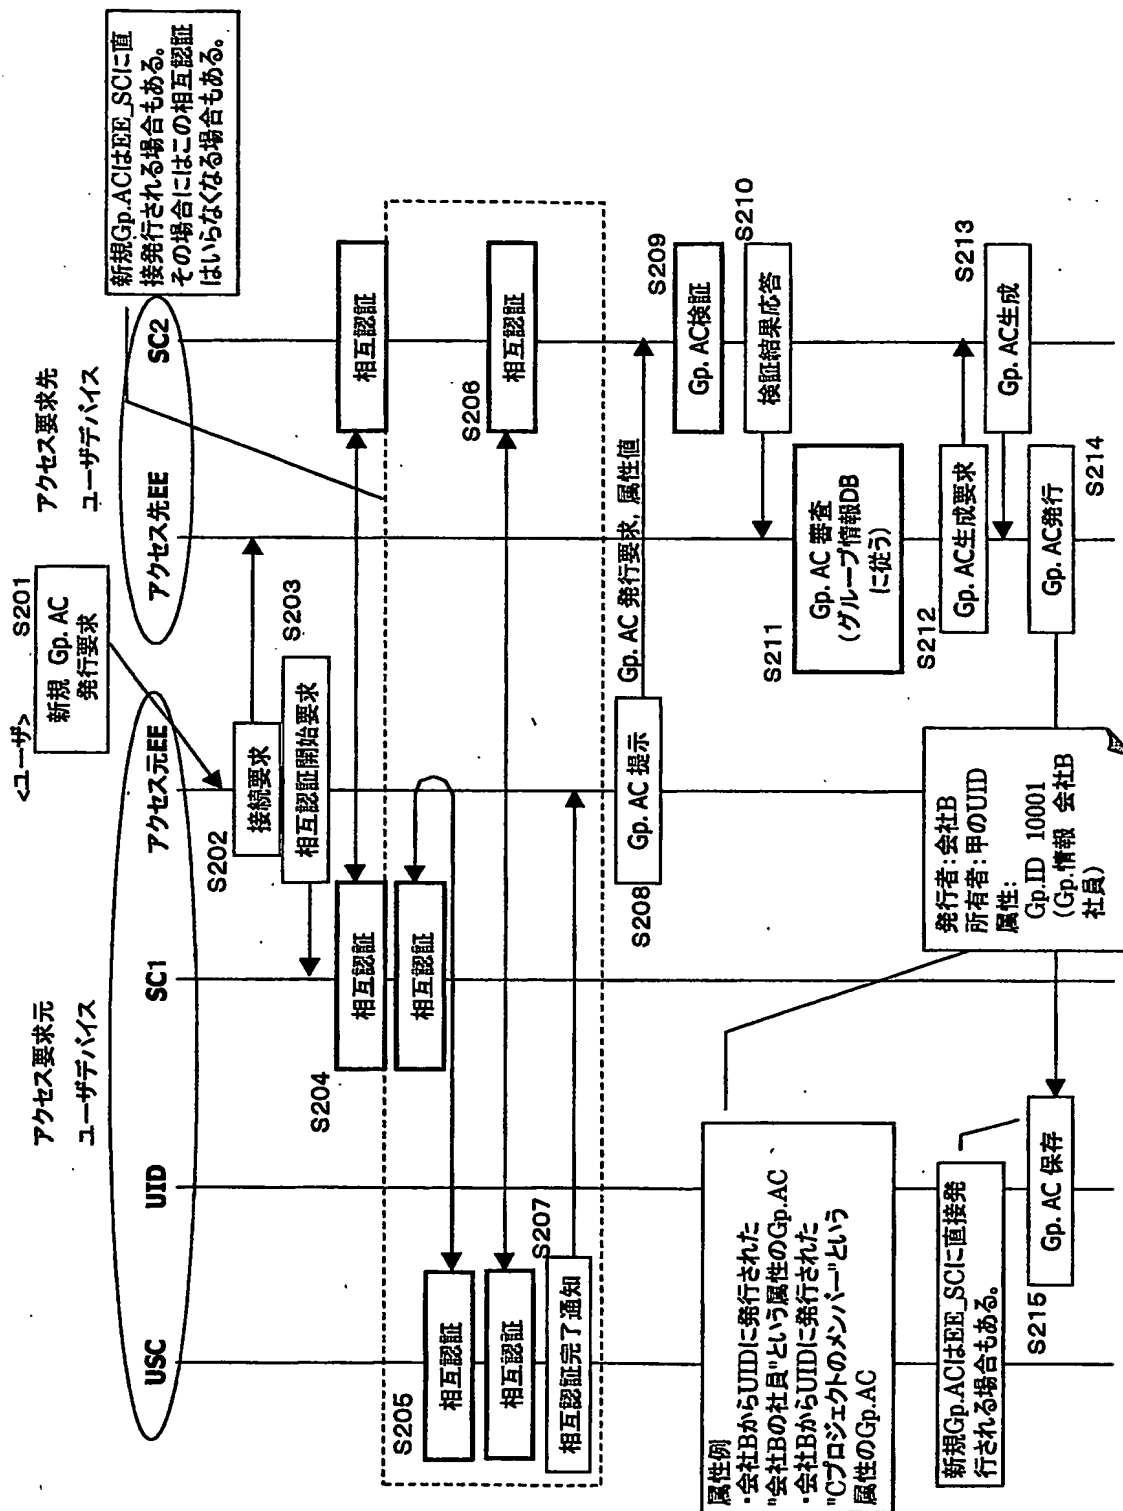 <ユーザ>
S201
新規 Gp. AC
発行要求
アクセス要求元
ユーザデバイス
アクセス要求先
ユーザデバイス
USC
UID
SC1
アクセス元EE
アクセス先EE
SC2
新規Gp.ACはEE_SCに直
接発行される場合もある。
その場合にはこの相互認証
はいらなくなる場合もある。
S202
接続要求
S203
相互認証開始要求
S204
相互認証
相互認証
S205
相互認証
相互認証
S206
相互認証
相互認証
S207
相互認証完了通知
S208
Gp. AC 提示
Gp. AC 発行要求, 属性値
S209
Gp. AC検証
S210
検証結果応答
S211
Gp. AC 審査
(グループ情報DB
に従う)
S212
Gp. AC生成要求
S213
Gp. AC生成
S214
Gp. AC発行
発行者:会社B
所有者:甲のUID
属性:
Gp.ID 10001
(Gp.情報 会社B
社員)
属性例
・会社BからUIDに発行された
"会社Bの社員"という属性のGp.AC
・会社BからUIDに発行された
"Cプロジェクトのメンバー"という
属性のGp.AC
新規Gp.ACはEE_SCに直接発
行される場合もある。
S215
Gp. AC 保存